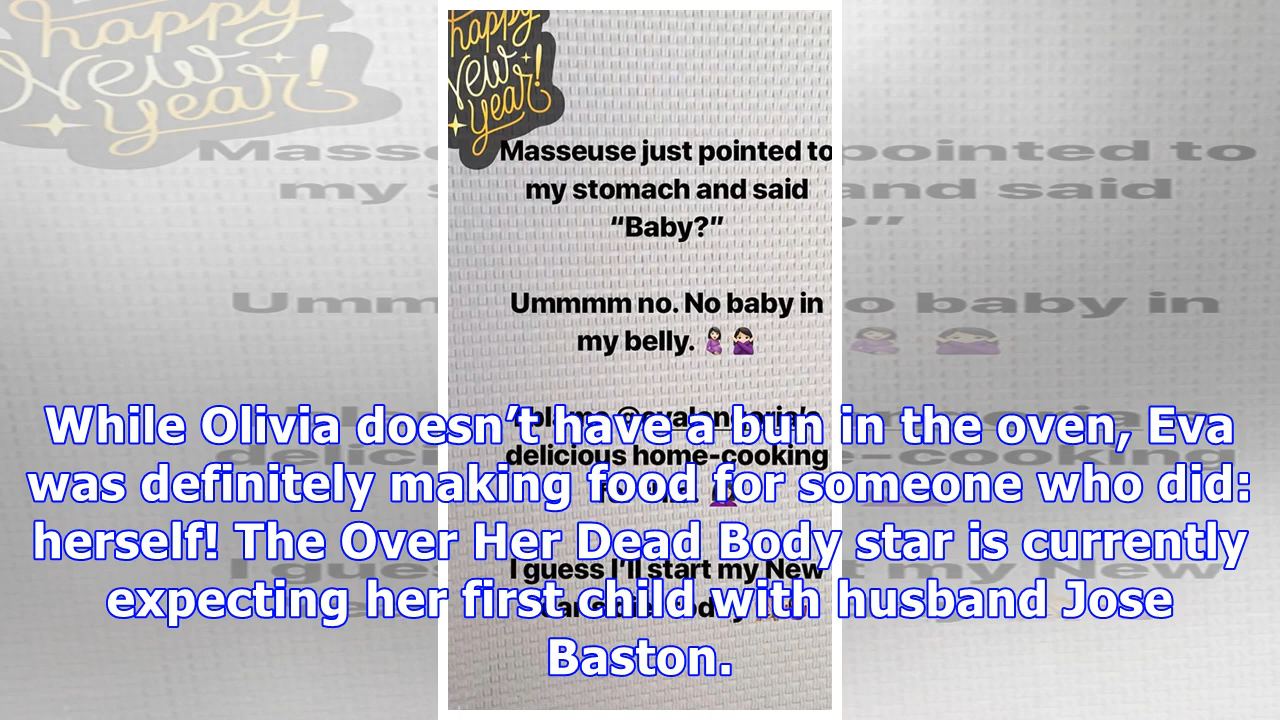 happy
New
year!
Masseuse just pointed to
my stomach and said
“Baby?”
Ummmm no. No baby in
my belly.
delicious home-cooking
I guess I’ll start my New
While Olivia doesn’t have a bun in the oven, Eva
was definitely making food for someone who did:
herself! The Over Her Dead Body star is currently
expecting her first child with husband Jose
Baston.